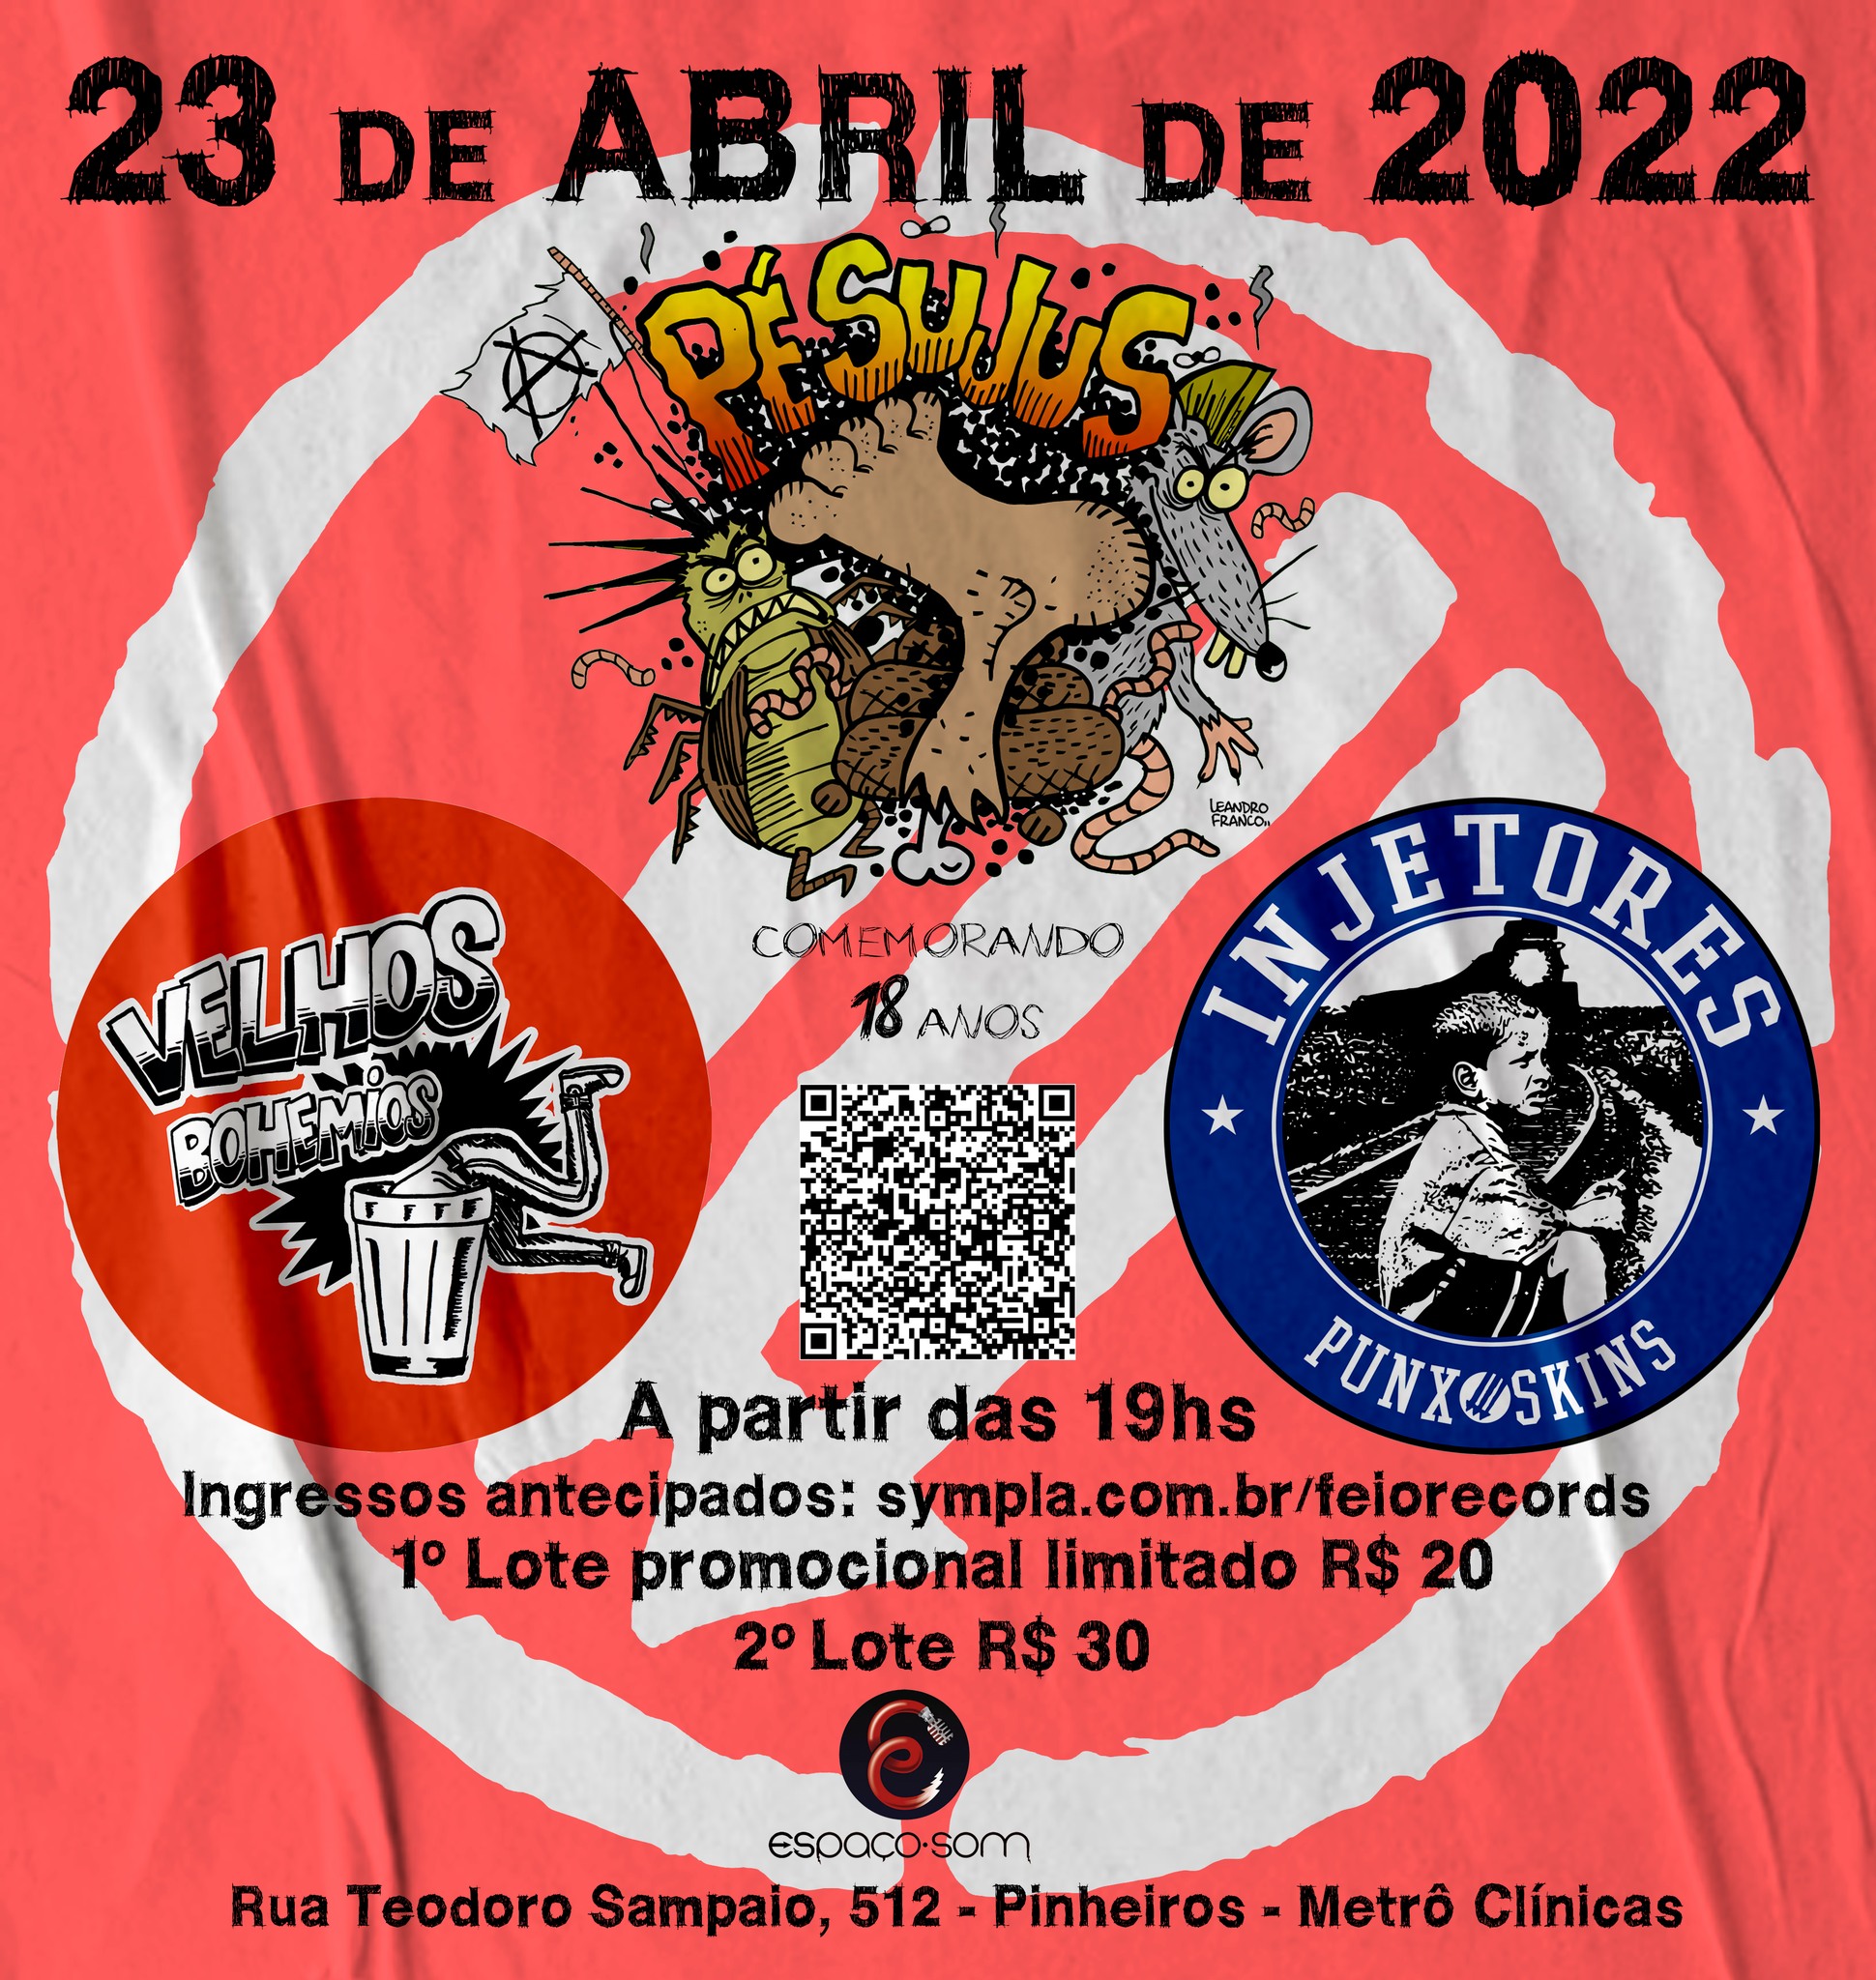 23 DE ABRIL DE 2022
PÉ SUJUS
LEANDRO
FRANCO
COMEMORANDO
18 ANOS
VELHOS
BOHEMIOS
INJETORES
PUNX SKINS
A partir das 19hs
Ingressos antecipados: sympla.com.br/feiorecords
1º Lote promocional limitado R$ 20
2º Lote R$ 30
espaço·som
Rua Teodoro Sampaio, 512 - Pinheiros - Metrô Clínicas